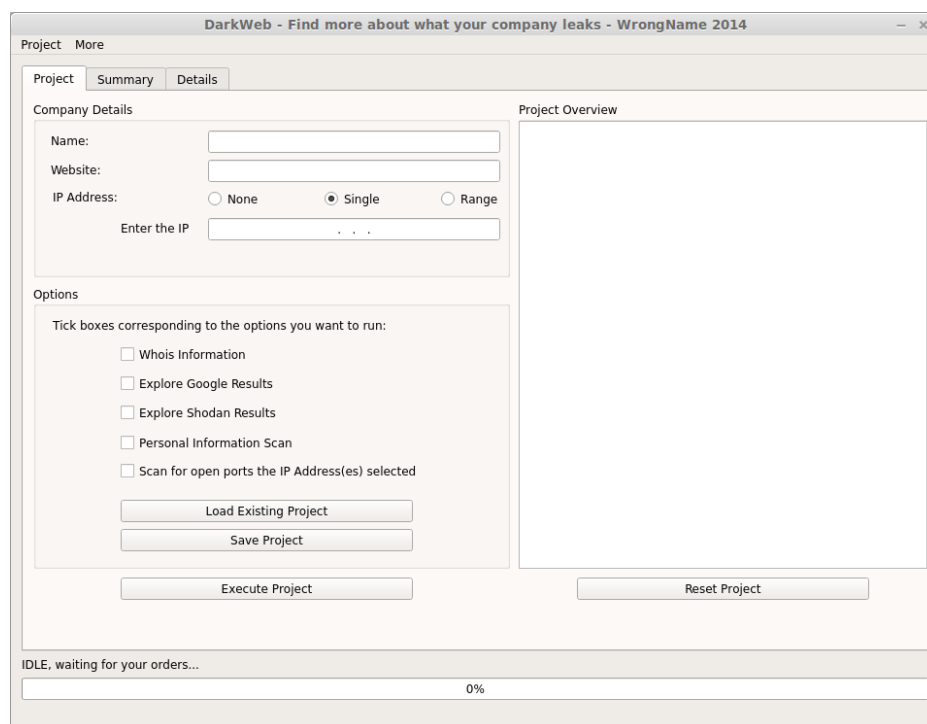 DarkWeb - Find more about what your company leaks - WrongName 2014
Project More
Project Summary Details
Company Details
Name:
Website:
IP Address: None Single Range
Enter the IP . . .
Options
Tick boxes corresponding to the options you want to run:
Whois Information
Explore Google Results
Explore Shodan Results
Personal Information Scan
Scan for open ports the IP Address(es) selected
Load Existing Project
Save Project
Execute Project
Project Overview
Reset Project
IDLE, waiting for your orders...
0%